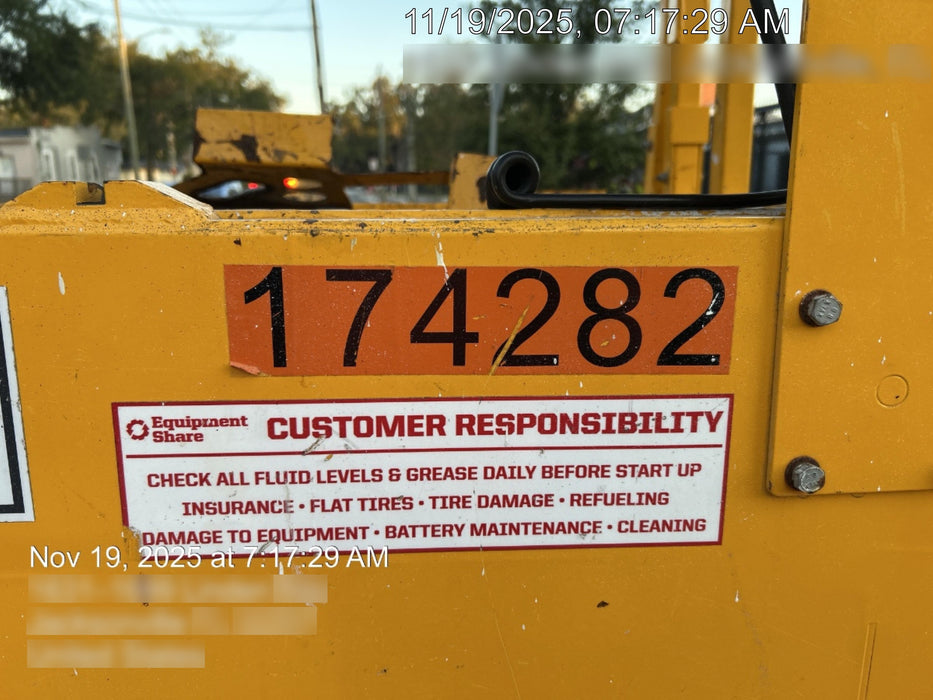 11/19/2025, 07:17:29 AM
174282
Equipment
Share
CUSTOMER RESPONSIBILITY
CHECK ALL FLUID LEVELS & GREASE DAILY BEFORE START UP
INSURANCE • FLAT TIRES • TIRE DAMAGE • REFUELING
DAMAGE TO EQUIPMENT • BATTERY MAINTENANCE • CLEANING
Nov 19, 2025 at 7:17:29 AM